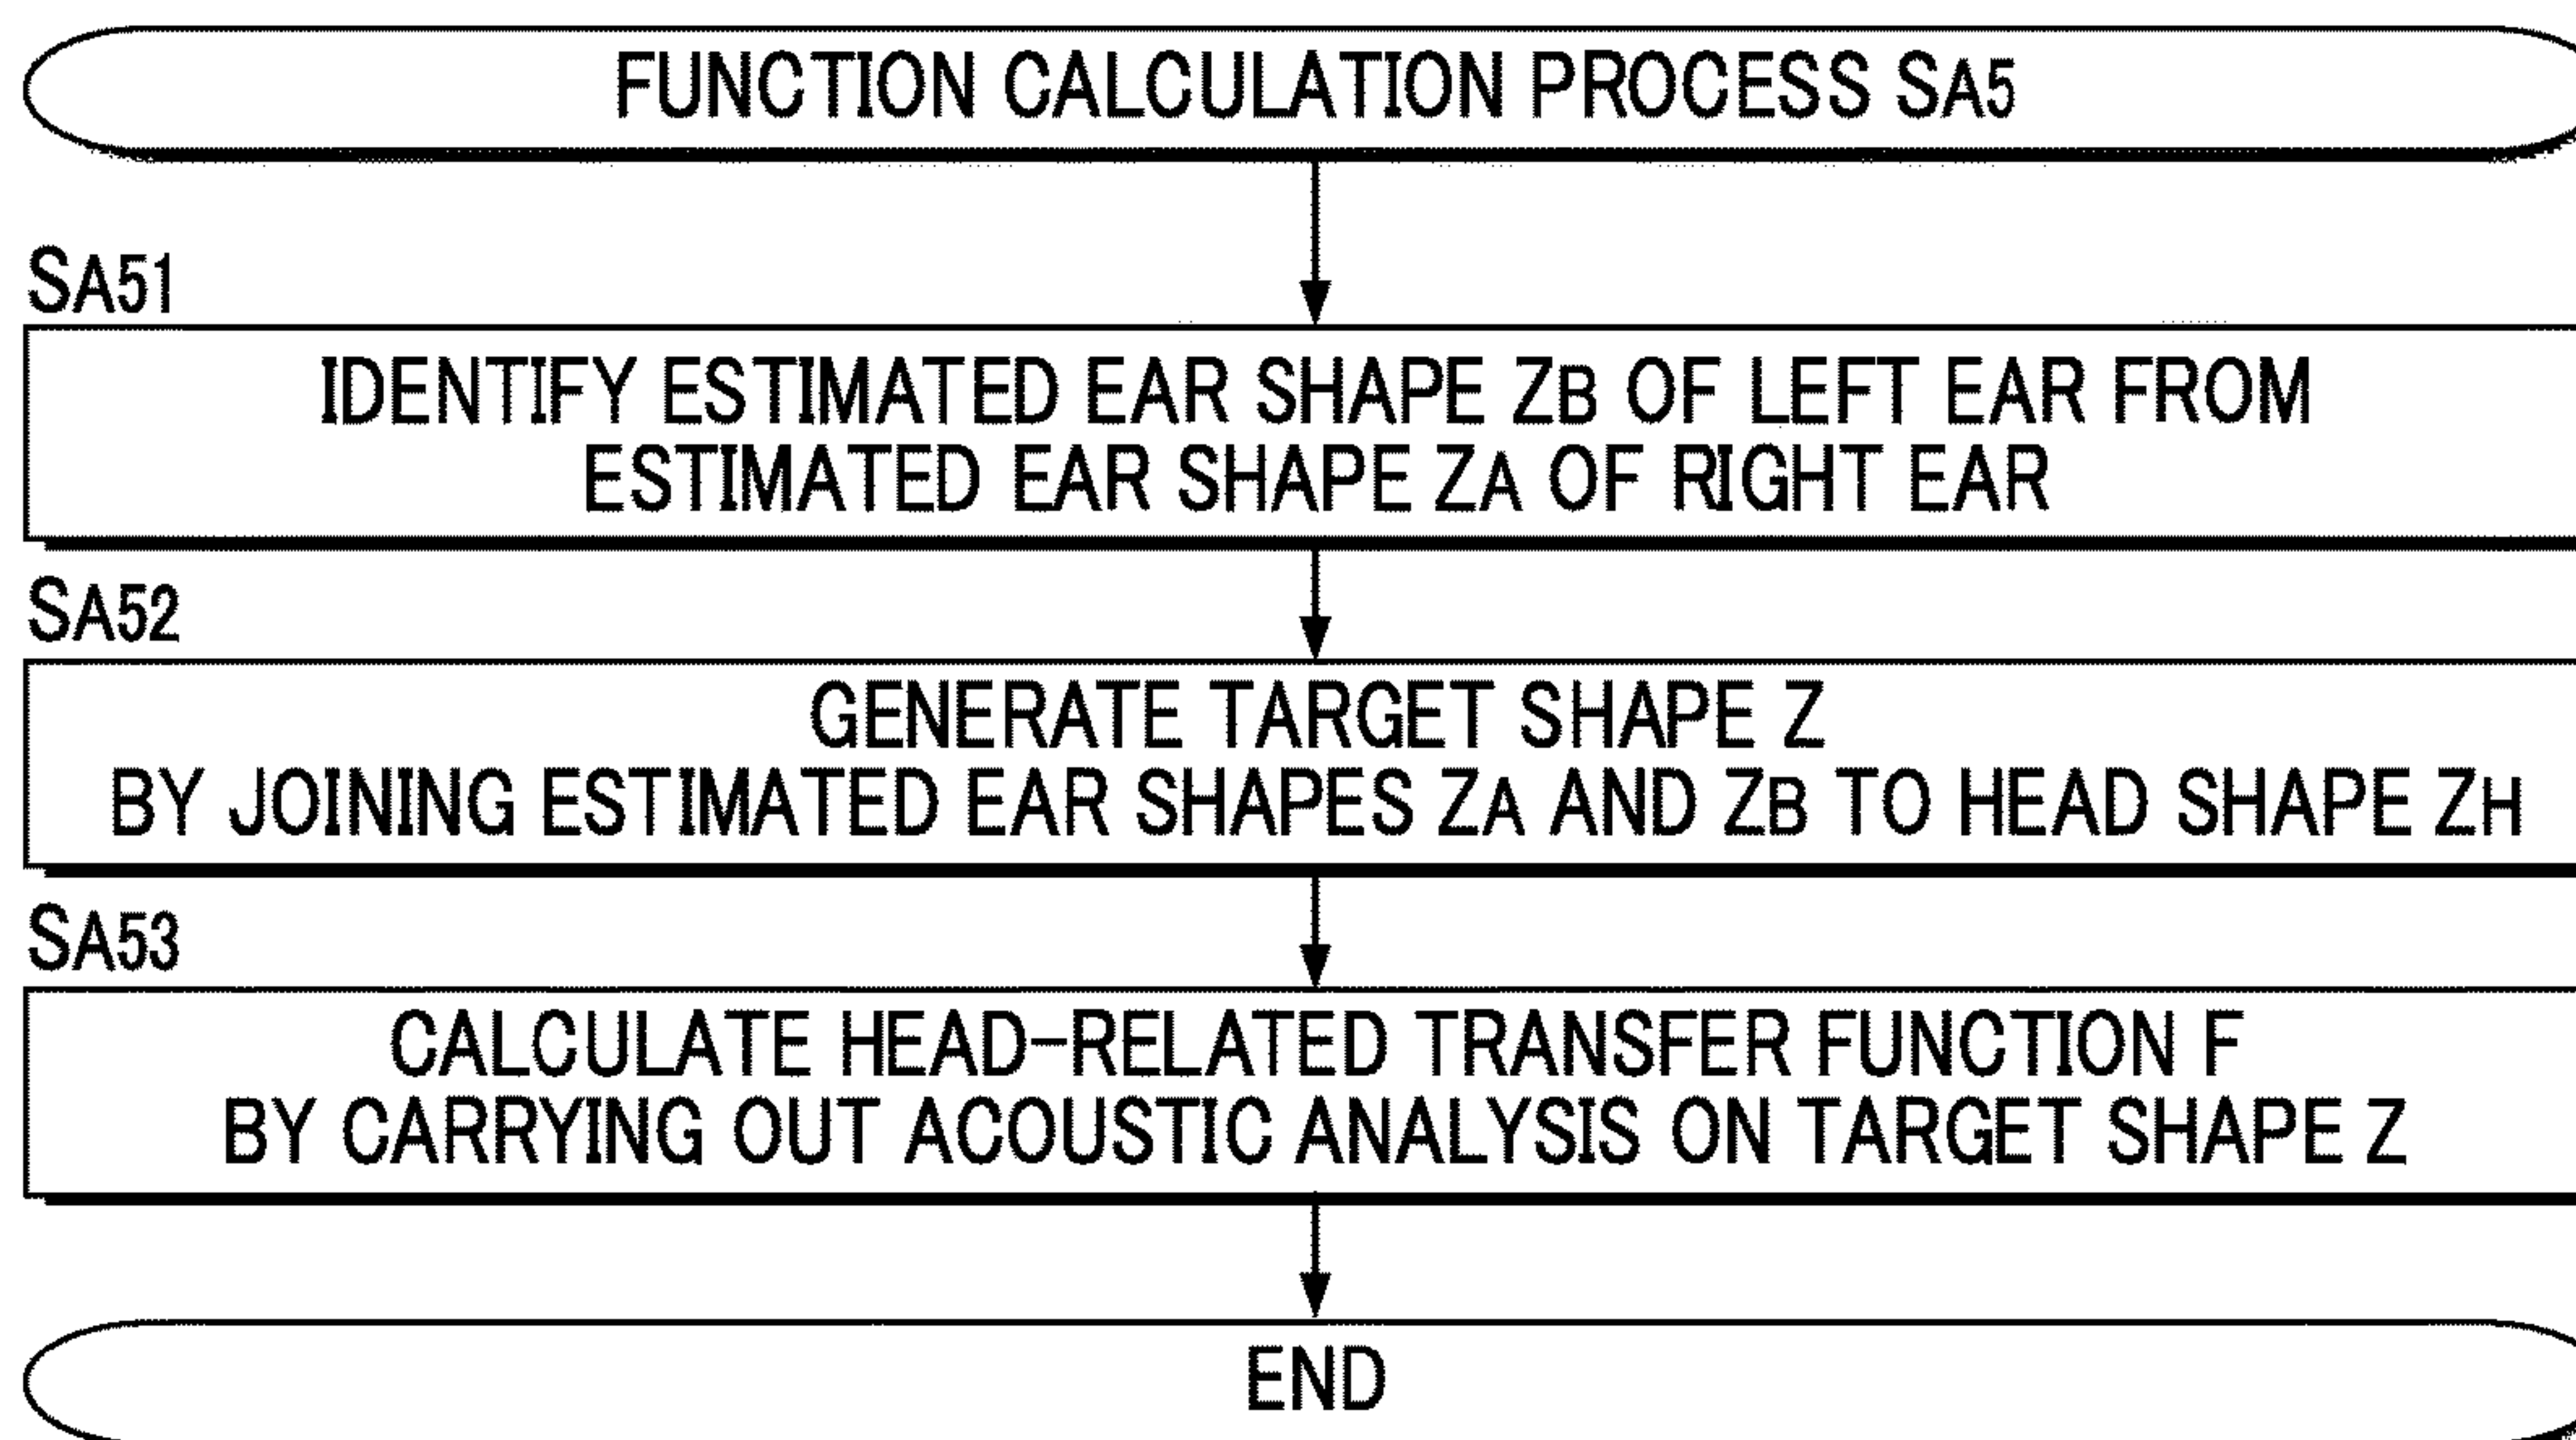 FUNCTION CALCULATION PROCESS SA5
SA51
IDENTIFY ESTIMATED EAR SHAPE ZB OF LEFT EAR FROM
ESTIMATED EAR SHAPE ZA OF RIGHT EAR
SA52
GENERATE TARGET SHAPE Z
BY JOINING ESTIMATED EAR SHAPES ZA AND ZB TO HEAD SHAPE ZH
SA53
CALCULATE HEAD-RELATED TRANSFER FUNCTION F
BY CARRYING OUT ACOUSTIC ANALYSIS ON TARGET SHAPE Z
END